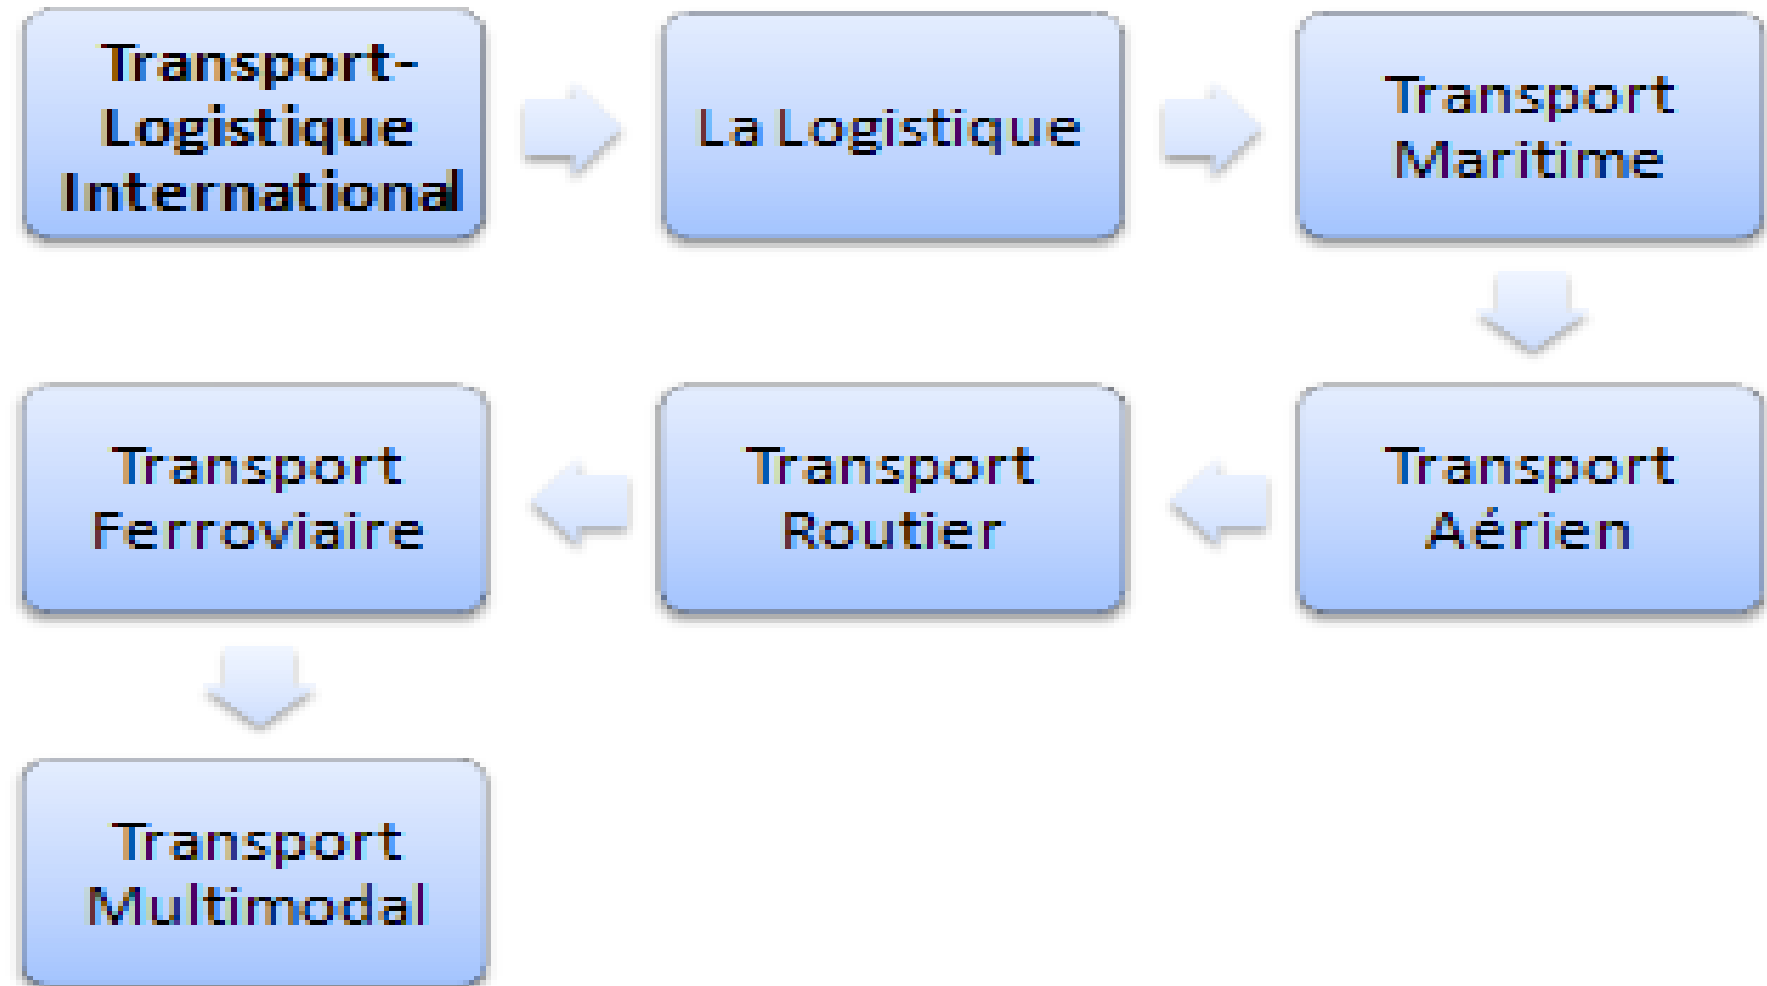 Transport-
Logistique
International
La Logistique
Transport
Maritime
Transport
Aérien
Transport
Routier
Transport
Ferroviaire
Transport
Multimodal